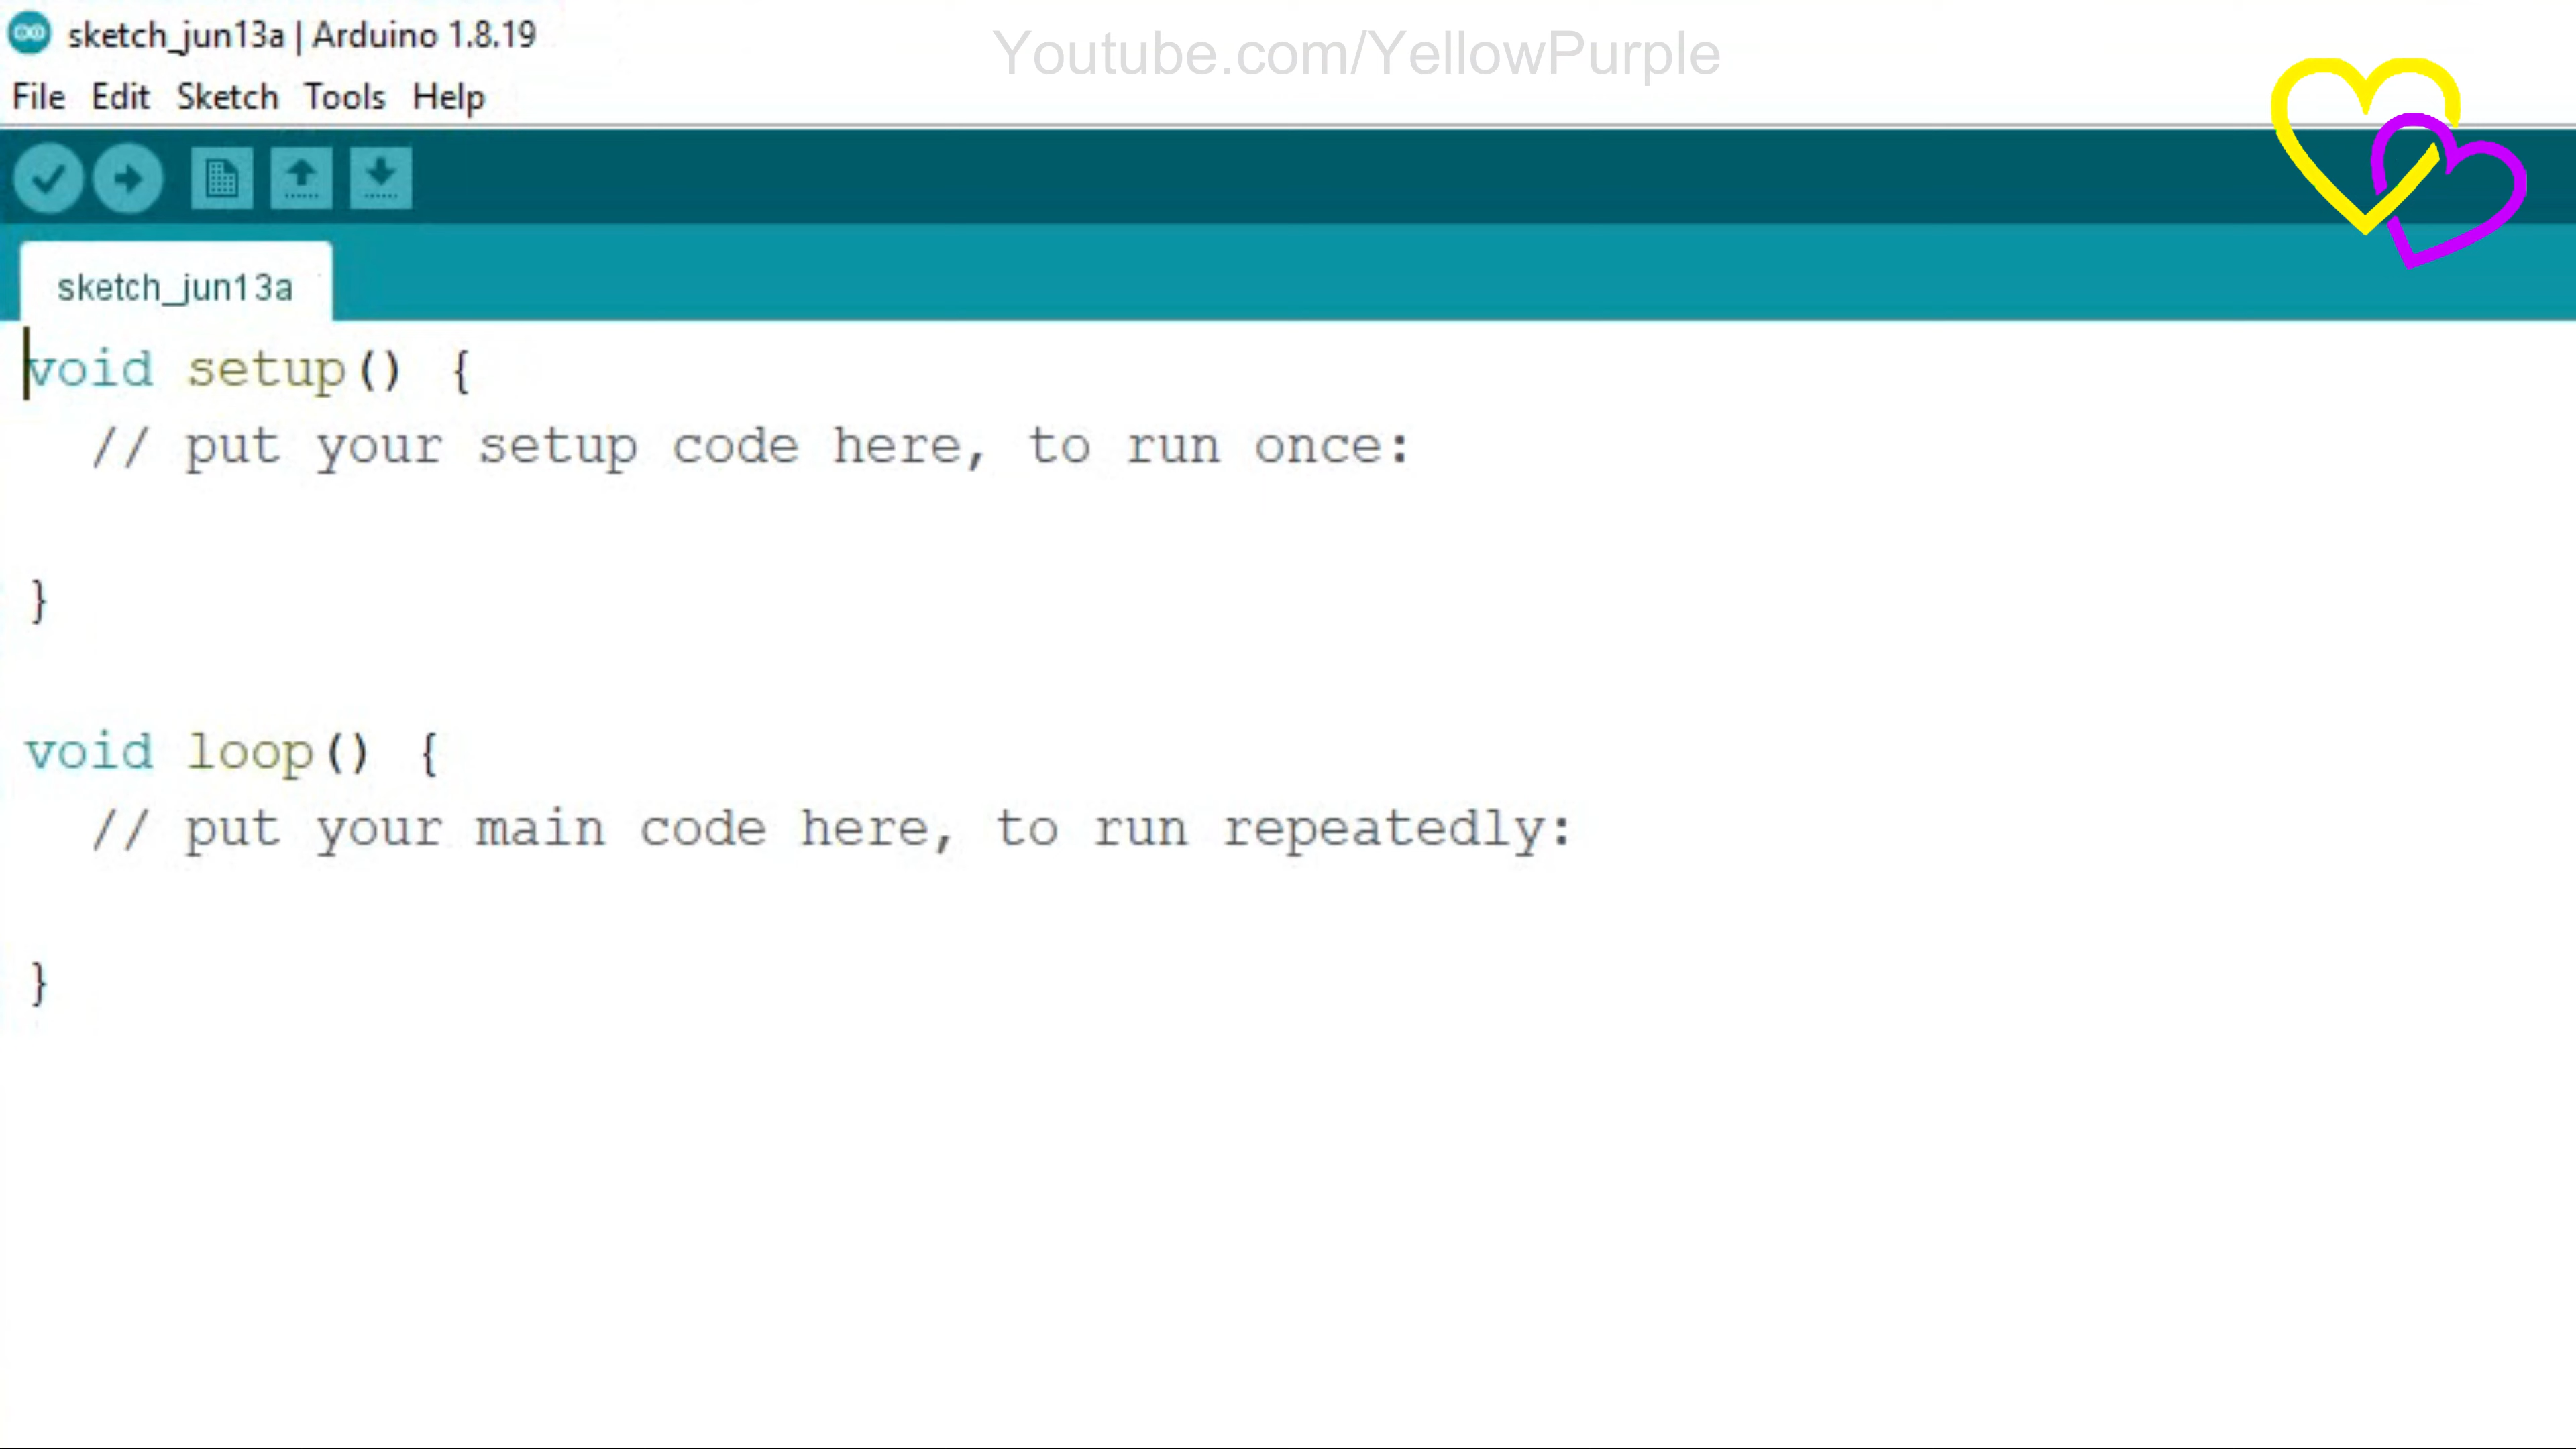 sketch_jun13a | Arduino 1.8.19
Youtube.com/YellowPurple
File Edit Sketch Tools Help
sketch_jun13a
void setup() {
  // put your setup code here, to run once:
}
void loop() {
  // put your main code here, to run repeatedly:
}